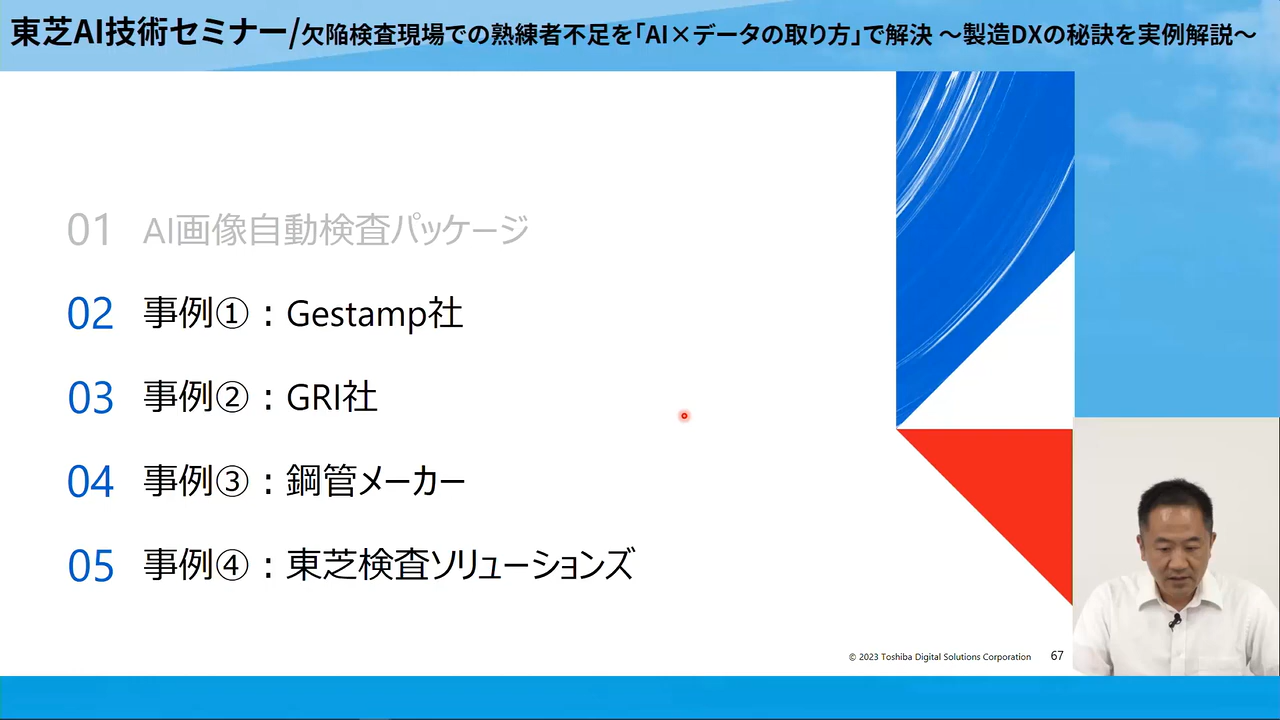 東芝AI技術セミナー/欠陥検査現場での熟練者不足を「AI×データの取り方」で解決 ～製造DXの秘訣を実例解説～
01 AI画像自動検査パッケージ
02 事例①：Gestamp社
03 事例②：GRI社
04 事例③：鋼管メーカー
05 事例④：東芝検査ソリューションズ
© 2023 Toshiba Digital Solutions Corporation 67